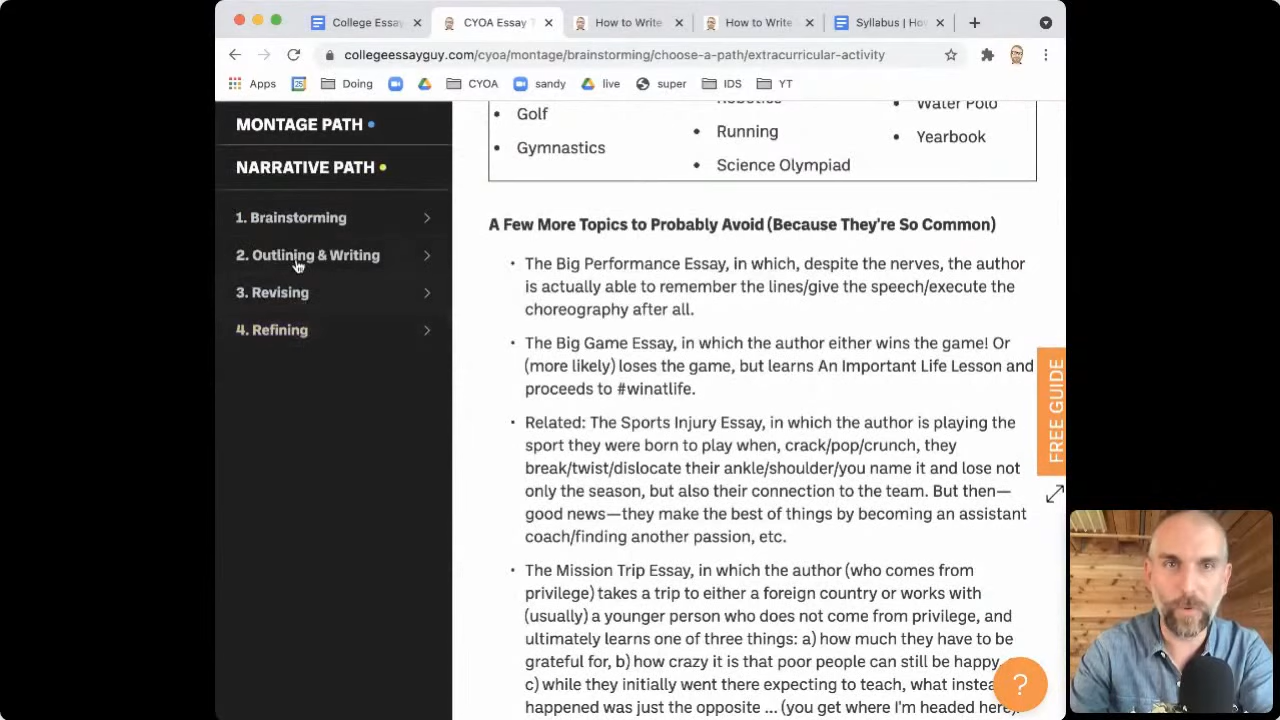 College Essay
CYOA Essay T
How to Write
How to Write
Syllabus | Ho
collegeessayguy.com/cyoa/montage/brainstorming/choose-a-path/extracurricular-activity
Apps
Doing
CYOA
sandy
live
super
IDS
YT
MONTAGE PATH
NARRATIVE PATH
1. Brainstorming
2. Outlining & Writing
3. Revising
4. Refining
• Golf
• Gymnastics
Robotics
• Running
• Science Olympiad
• Water Polo
• Yearbook
A Few More Topics to Probably Avoid (Because They're So Common)
• The Big Performance Essay, in which, despite the nerves, the author
is actually able to remember the lines/give the speech/execute the
choreography after all.
• The Big Game Essay, in which the author either wins the game! Or
(more likely) loses the game, but learns An Important Life Lesson and
proceeds to #winatlife.
• Related: The Sports Injury Essay, in which the author is playing the
sport they were born to play when, crack/pop/crunch, they
break/twist/dislocate their ankle/shoulder/you name it and lose not
only the season, but also their connection to the team. But then—
good news—they make the best of things by becoming an assistant
coach/finding another passion, etc.
• The Mission Trip Essay, in which the author (who comes from
privilege) takes a trip to either a foreign country or works with
(usually) a younger person who does not come from privilege, and
ultimately learns one of three things: a) how much they have to be
grateful for, b) how crazy it is that poor people can still be happy,
c) while they initially went there expecting to teach, what instea
happened was just the opposite ... (you get where I'm headed here).
FREE GUIDE
?